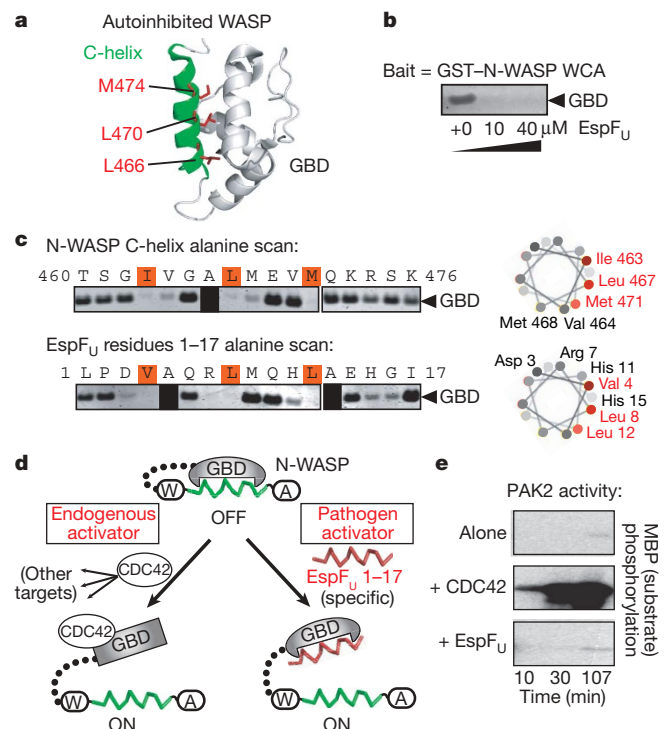 a
Autoinhibited WASP
C-helix
M474
L470
L466
GBD
b
Bait = GST–N-WASP WCA
GBD
+0 10 40 μM
EspFU
c
N-WASP C-helix alanine scan:
460 T S G I V G A L M E V M Q K R S K 476
GBD
Ile 463
Leu 467
Met 471
Met 468 Val 464
EspFU residues 1–17 alanine scan:
1 L P D V A Q R L M Q H L A E H G I 17
GBD
Asp 3
Arg 7
His 11
Val 4
His 15
Leu 8
Leu 12
d
GBD
N-WASP
W
A
OFF
Endogenous
activator
Pathogen
activator
CDC42
(Other
targets)
EspFU 1–17
(specific)
CDC42
GBD
W
A
ON
GBD
W
A
ON
e
PAK2 activity:
Alone
+ CDC42
+ EspFU
10 30 107
Time (min)
MBP (substrate)
phosphorylation